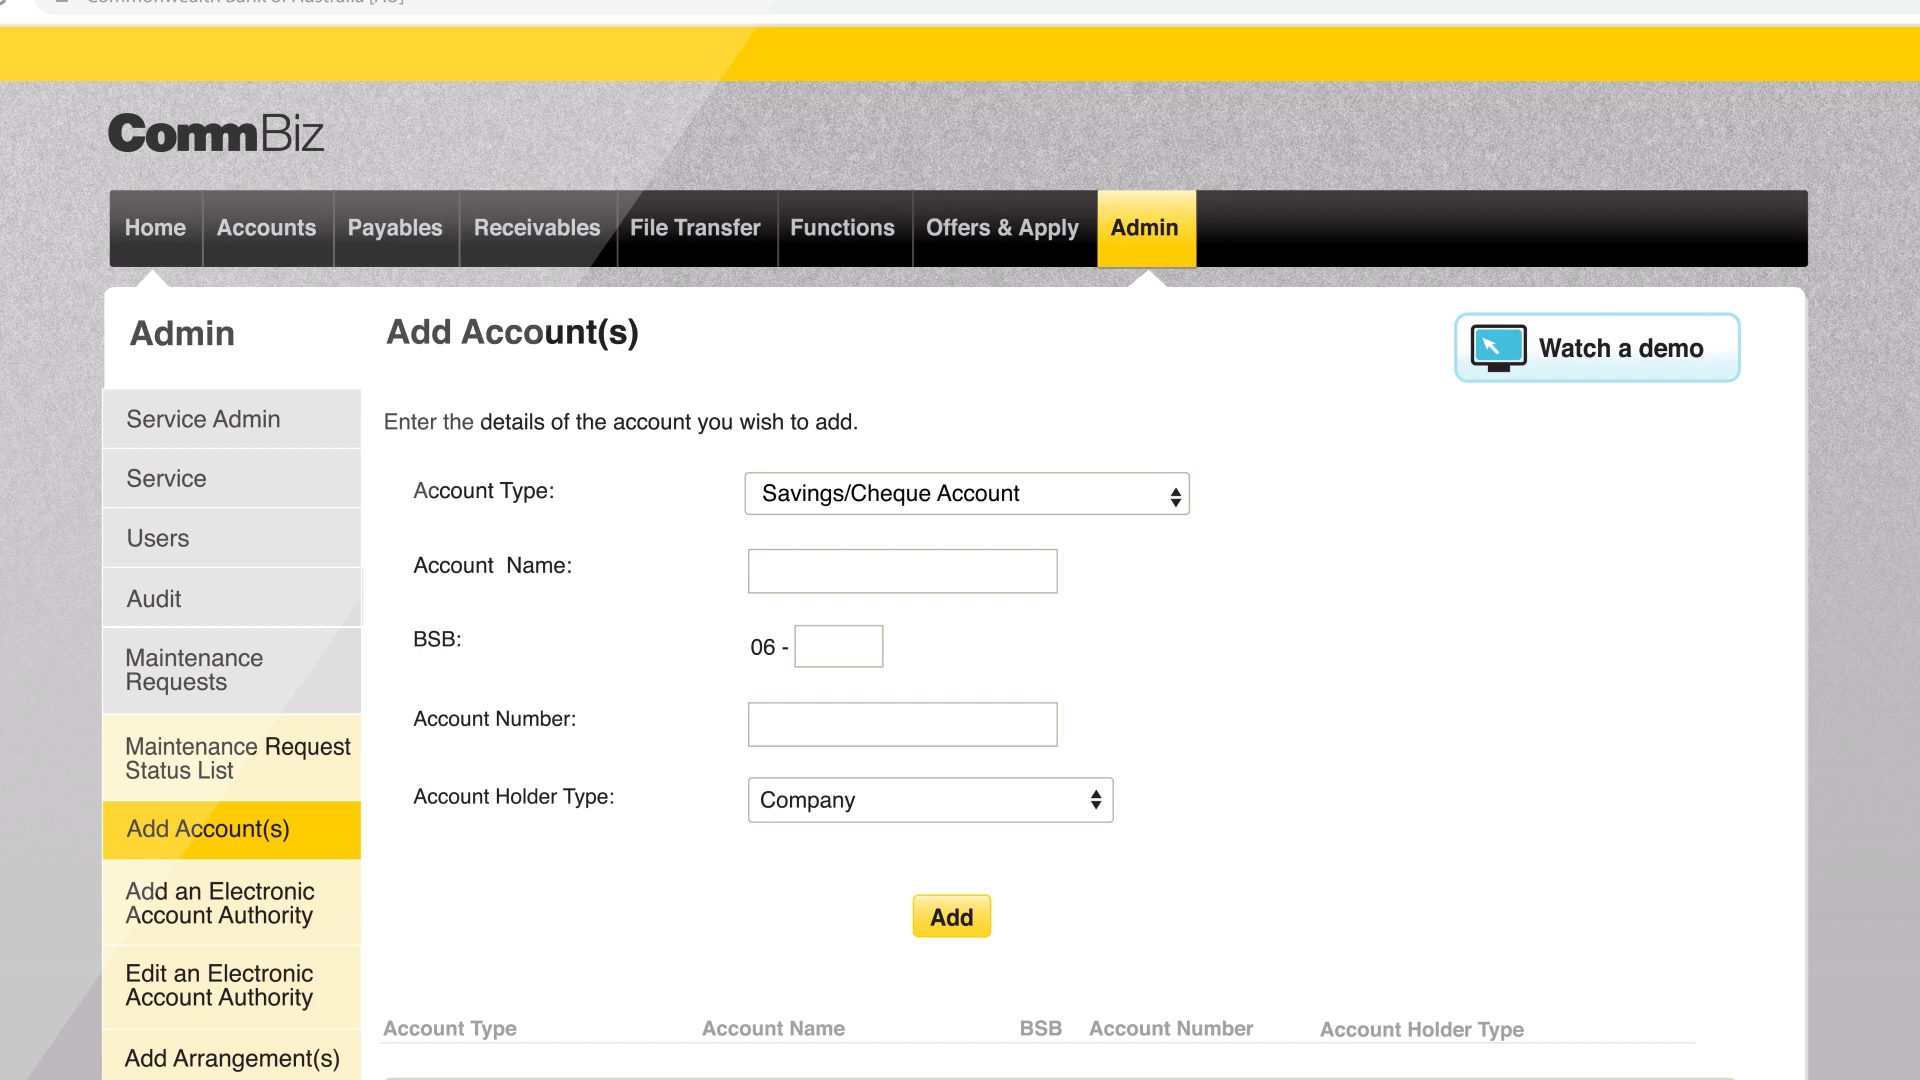 CommBiz
Home Accounts Payables Receivables File Transfer Functions Offers & Apply Admin
Admin
Add Account(s)
Watch a demo
Service Admin
Service
Users
Audit
Maintenance
Requests
Maintenance Request
Status List
Add Account(s)
Add an Electronic
Account Authority
Edit an Electronic
Account Authority
Add Arrangement(s)
Enter the details of the account you wish to add.
Account Type: Savings/Cheque Account
Account Name:
BSB: 06 -
Account Number:
Account Holder Type: Company
Add
Account Type Account Name BSB Account Number Account Holder Type